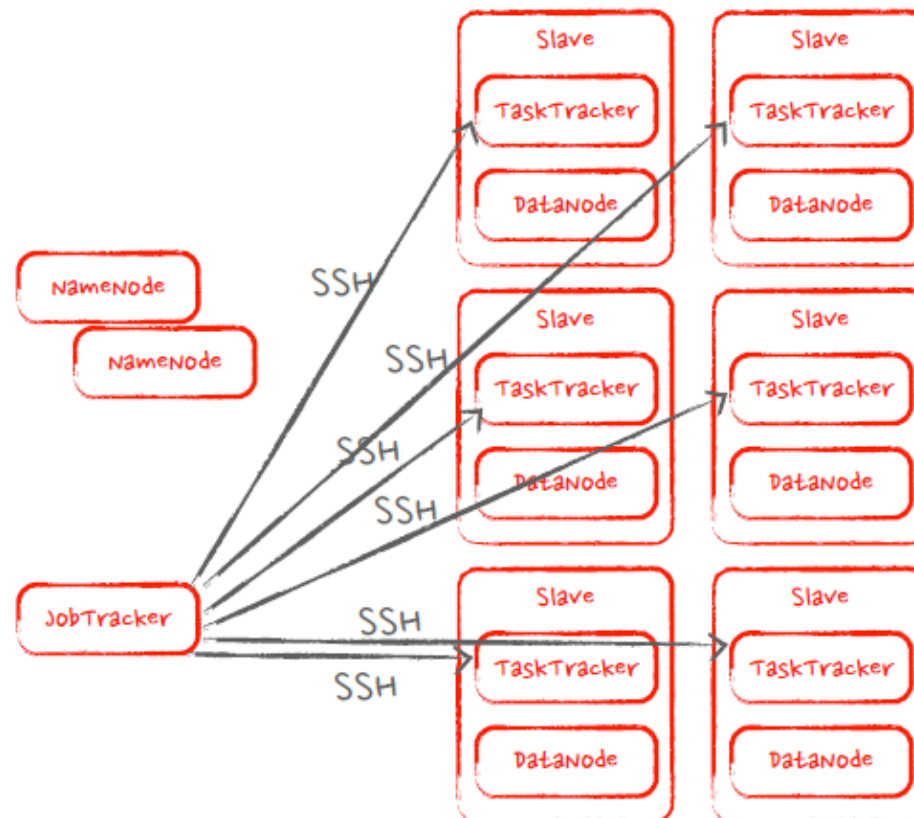 Slave
Slave
TaskTracker
TaskTracker
DataNode
DataNode
NameNode
SSH
NameNode
SSH
Slave
Slave
TaskTracker
TaskTracker
SSH
DataNode
DataNode
SSH
JobTracker
Slave
Slave
SSH
TaskTracker
TaskTracker
SSH
DataNode
DataNode